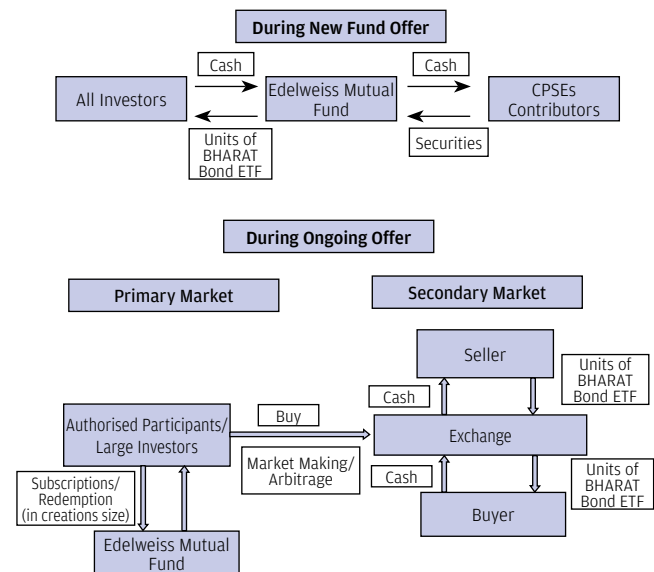 During New Fund Offer
Cash
Cash
All Investors
Edelweiss Mutual
Fund
CPSEs
Contributors
Units of
BHARAT
Bond ETF
Securities
During Ongoing Offer
Primary Market
Secondary Market
Seller
Units of
BHARAT
Bond ETF
Cash
Authorised Participants/
Large Investors
Buy
Exchange
Market Making/
Arbitrage
Cash
Units of
BHARAT
Bond ETF
Subscriptions/
Redemption
(in creations size)
Buyer
Edelweiss Mutual
Fund